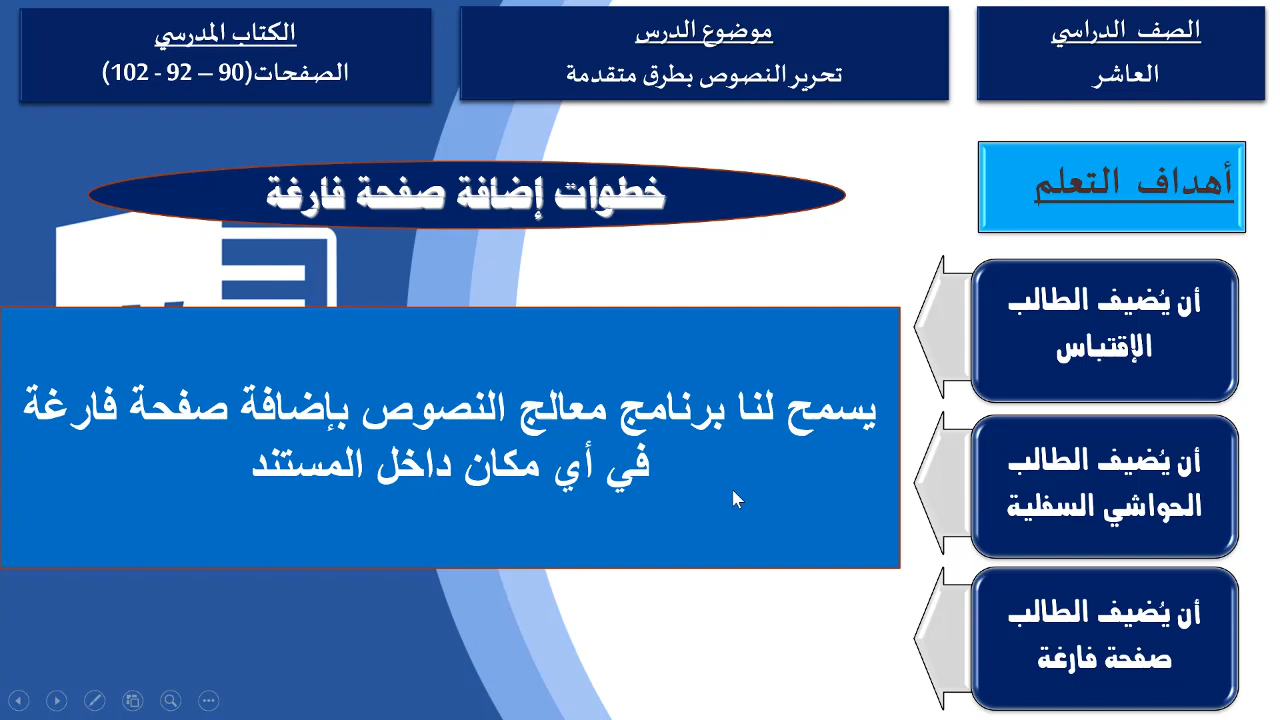 الصف الدراسي
العاشر
موضوع الدرس
تحرير النصوص بطرق متقدمة
الكتاب المدرسي
الصفحات(90 – 92 - 102)
أهداف التعلم
خطوات إضافة صفحة فارغة
أن يُضيف الطالب
الإقتباس
أن يُضيف الطالب
الحواشي السفلية
أن يُضيف الطالب
صفحة فارغة
يسمح لنا برنامج معالج النصوص بإضافة صفحة فارغة
في أي مكان داخل المستند